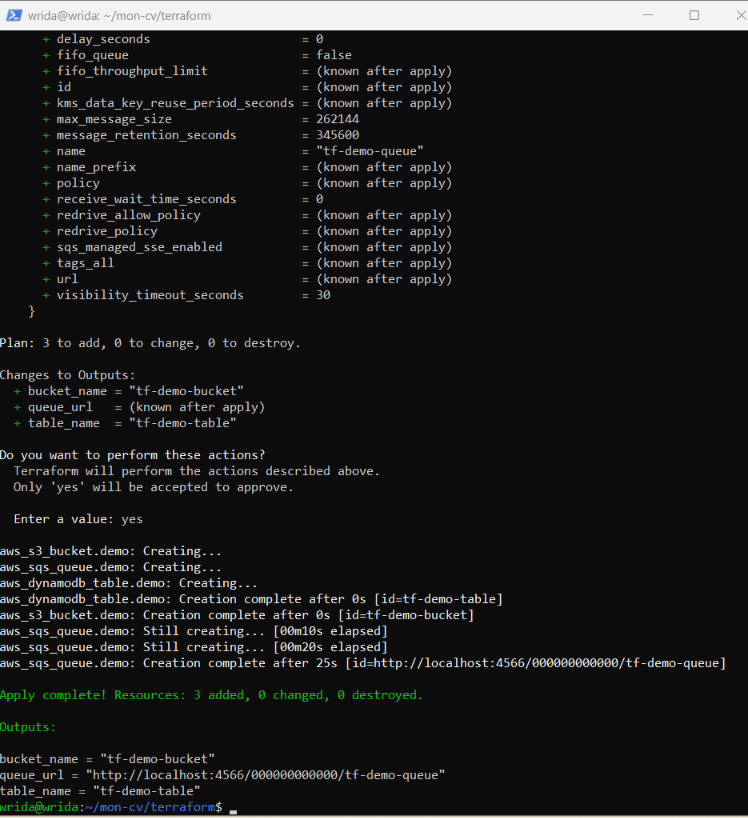 wrida@wrida: ~/mon-cv/terraform
+ delay_seconds = 0
+ fifo_queue = false
+ fifo_throughput_limit = (known after apply)
+ id = (known after apply)
+ kms_data_key_reuse_period_seconds = (known after apply)
+ max_message_size = 262144
+ message_retention_seconds = 345600
+ name = "tf-demo-queue"
+ name_prefix = (known after apply)
+ policy = (known after apply)
+ receive_wait_time_seconds = 0
+ redrive_allow_policy = (known after apply)
+ redrive_policy = (known after apply)
+ sqs_managed_sse_enabled = (known after apply)
+ tags_all = (known after apply)
+ url = (known after apply)
+ visibility_timeout_seconds = 30
}
Plan: 3 to add, 0 to change, 0 to destroy.
Changes to Outputs:
+ bucket_name = "tf-demo-bucket"
+ queue_url = (known after apply)
+ table_name = "tf-demo-table"
Do you want to perform these actions?
Terraform will perform the actions described above.
Only 'yes' will be accepted to approve.
Enter a value: yes
aws_s3_bucket.demo: Creating...
aws_sqs_queue.demo: Creating...
aws_dynamodb_table.demo: Creating...
aws_dynamodb_table.demo: Creation complete after 0s [id=tf-demo-table]
aws_s3_bucket.demo: Creation complete after 0s [id=tf-demo-bucket]
aws_sqs_queue.demo: Still creating... [00m10s elapsed]
aws_sqs_queue.demo: Still creating... [00m20s elapsed]
aws_sqs_queue.demo: Creation complete after 25s [id=http://localhost:4566/000000000000/tf-demo-queue]
Apply complete! Resources: 3 added, 0 changed, 0 destroyed.
Outputs:
bucket_name = "tf-demo-bucket"
queue_url = "http://localhost:4566/000000000000/tf-demo-queue"
table_name = "tf-demo-table"
wrida@wrida:~/mon-cv/terraform$